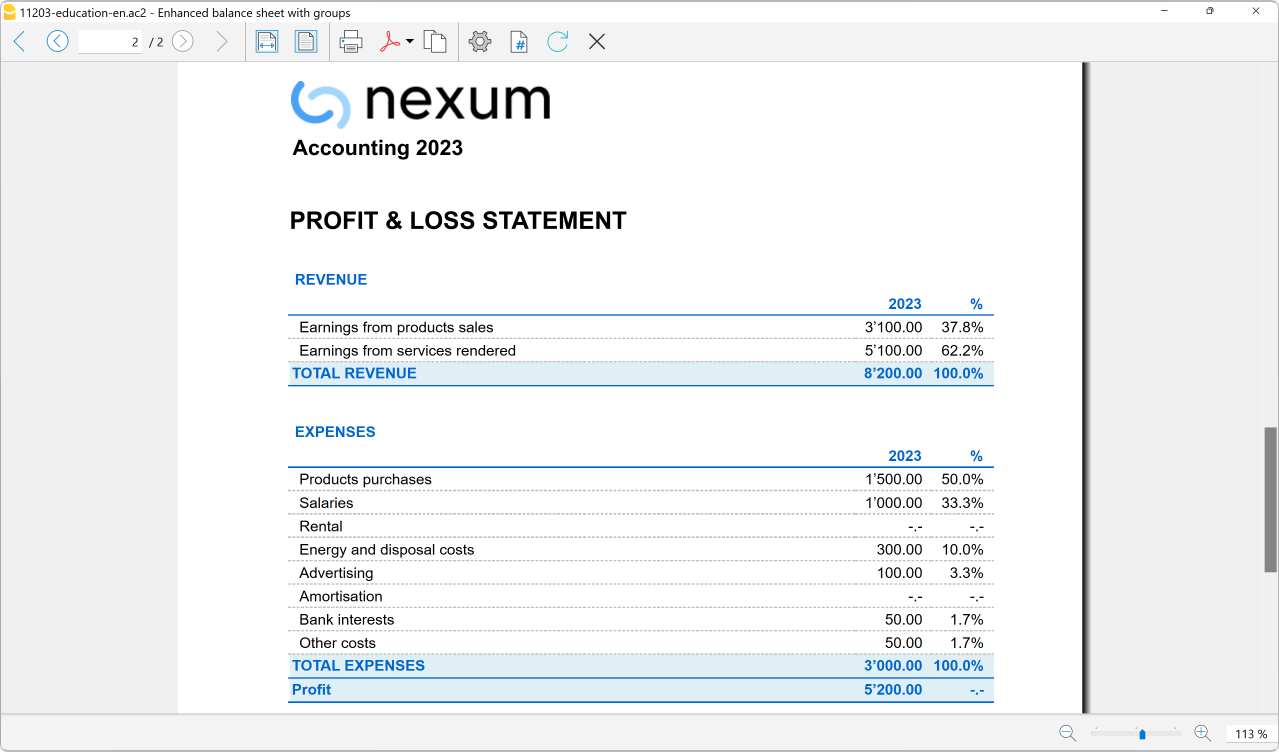 11203-education-en.ac2 - Enhanced balance sheet with groups
2 / 2
#
nexum
Accounting 2023
PROFIT & LOSS STATEMENT
REVENUE
2023 %
Earnings from products sales 3’100.00 37.8%
Earnings from services rendered 5’100.00 62.2%
TOTAL REVENUE 8’200.00 100.0%
EXPENSES
2023 %
Products purchases 1’500.00 50.0%
Salaries 1’000.00 33.3%
Rental -.- -.-
Energy and disposal costs 300.00 10.0%
Advertising 100.00 3.3%
Amortisation -.- -.-
Bank interests 50.00 1.7%
Other costs 50.00 1.7%
TOTAL EXPENSES 3’000.00 100.0%
Profit 5’200.00 -.-
113 %